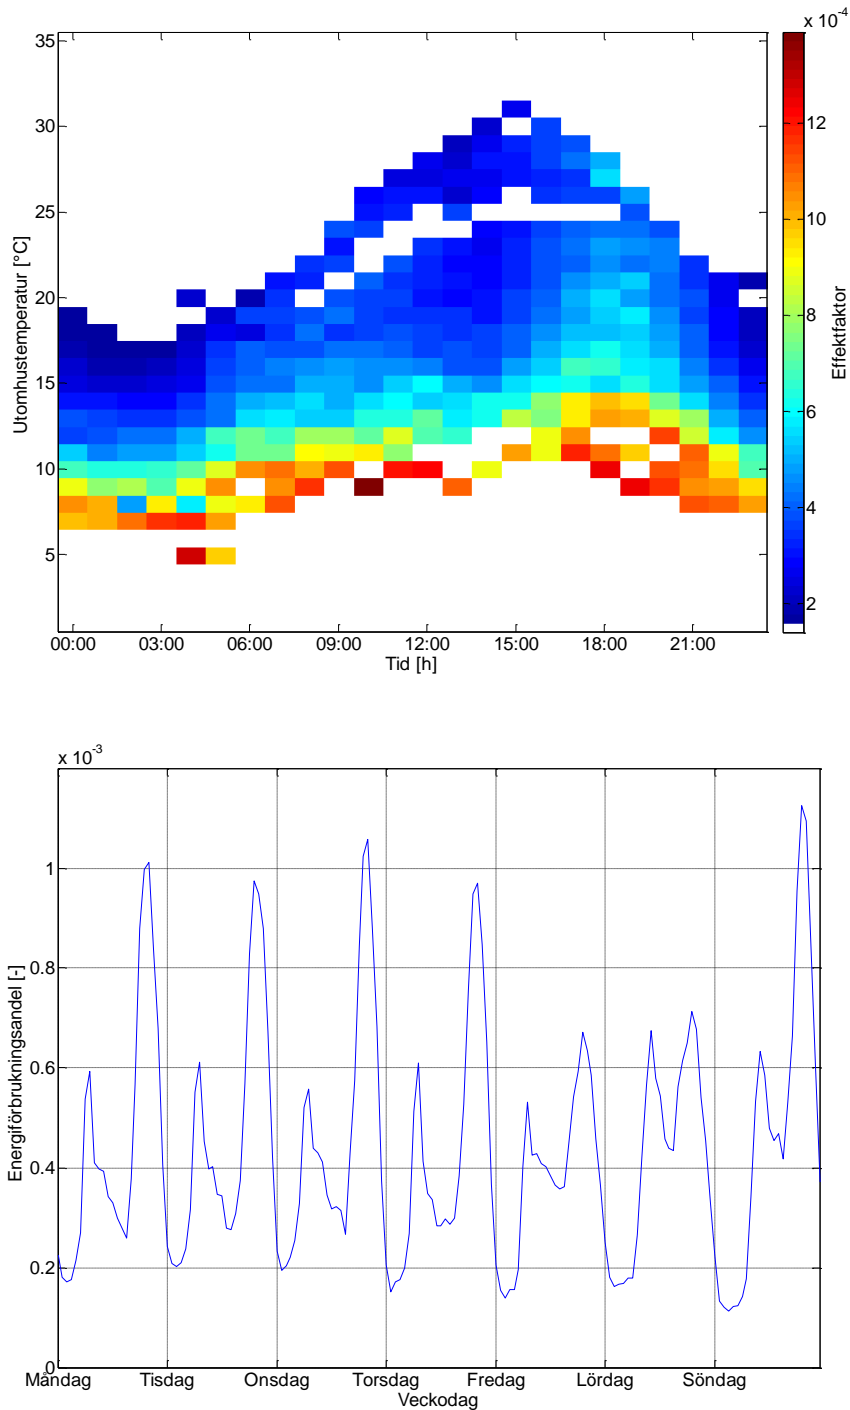 x 10-4
35
30
25
20
15
10
5
Utomhustemperatur [°C]
00:00 03:00 06:00 09:00 12:00 15:00 18:00 21:00
Tid [h]
12
10
8
6
4
2
Effektfaktor
x 10-3
1
0.8
0.6
0.4
0.2
0
Energiförbrukningsandel [-]
Måndag Tisdag Onsdag Torsdag Fredag Lördag Söndag
Veckodag